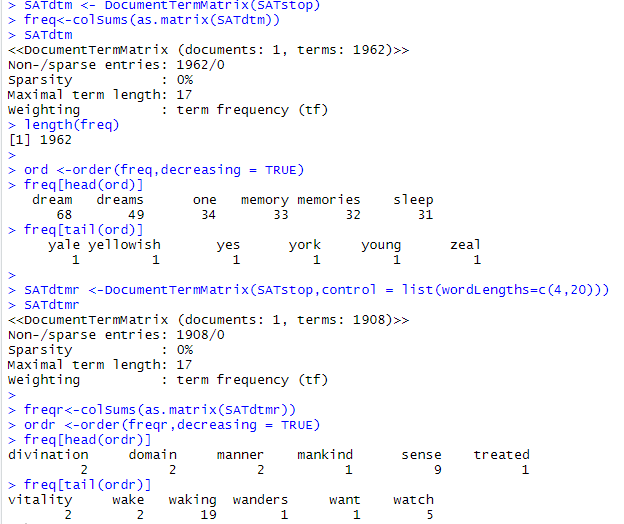 > SATdtm <- DocumentTermMatrix(SATstop)
> freq<-colSums(as.matrix(SATdtm))
> SATdtm
<<DocumentTermMatrix (documents: 1, terms: 1962)>>
Non-/sparse entries: 1962/0
Sparsity           : 0%
Maximal term length: 17
Weighting          : term frequency (tf)
> length(freq)
[1] 1962
>
> ord <-order(freq,decreasing = TRUE)
> freq[head(ord)]
   dream   dreams      one   memory memories    sleep
      68       49       34       33       32       31
> freq[tail(ord)]
     yale yellowish       yes      york     young      zeal
        1         1         1         1         1         1
>
> SATdtmr <-DocumentTermMatrix(SATstop,control = list(wordLengths=c(4,20)))
> SATdtmr
<<DocumentTermMatrix (documents: 1, terms: 1908)>>
Non-/sparse entries: 1908/0
Sparsity           : 0%
Maximal term length: 17
Weighting          : term frequency (tf)
>
> freqr<-colSums(as.matrix(SATdtmr))
> ordr <-order(freqr,decreasing = TRUE)
> freq[head(ordr)]
divination     domain     manner    mankind      sense    treated
         2          2          2          1          9          1
> freq[tail(ordr)]
vitality     wake   waking  wanders     want    watch
       2        2       19        1        1        5